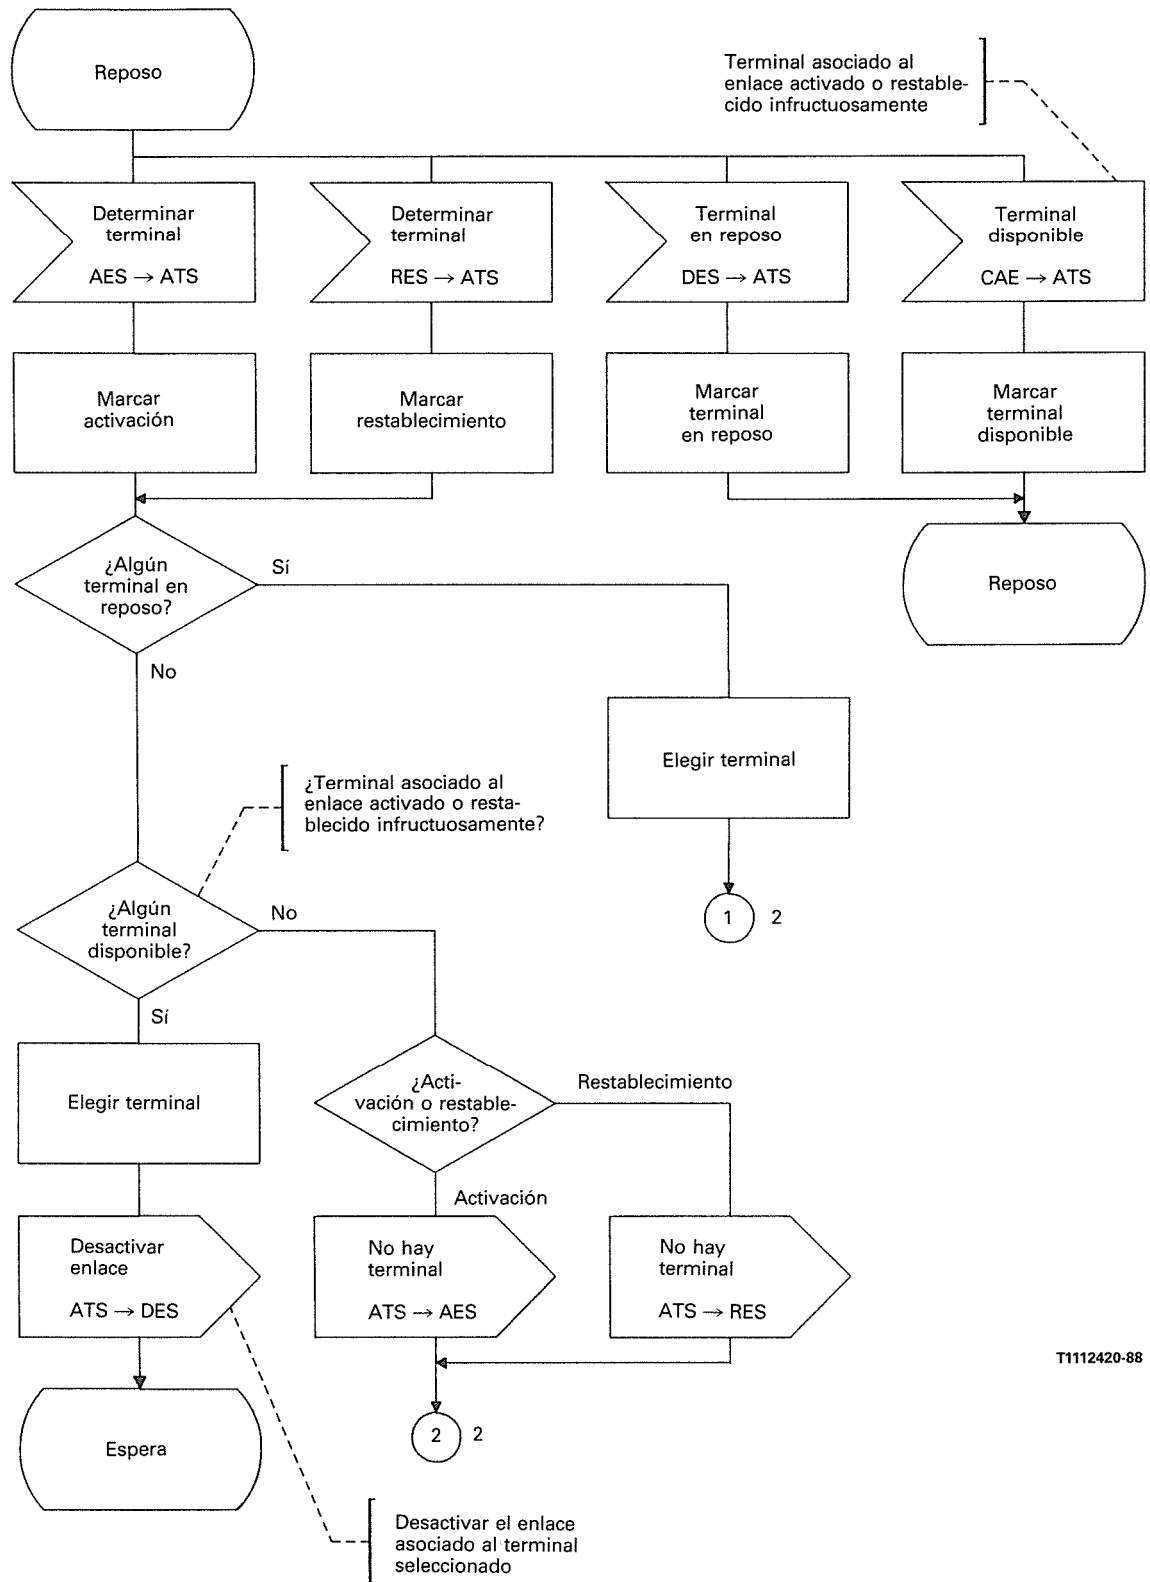 Reposo
Terminal asociado al
enlace activado o restable-
cido infructuosamente
Determinar
terminal
AES → ATS
Determinar
terminal
RES → ATS
Terminal
en reposo
DES → ATS
Terminal
disponible
CAE → ATS
Marcar
activación
Marcar
restablecimiento
Marcar
terminal
en reposo
Marcar
terminal
disponible
¿Algún
terminal en
reposo?
Sí
No
Reposo
Elegir terminal
1 2
¿Terminal asociado al
enlace activado o resta-
blecido infructuosamente?
¿Algún
terminal
disponible?
No
Sí
Elegir terminal
¿Acti-
vación o restable-
cimiento?
Restablecimiento
Activación
Desactivar
enlace
ATS → DES
No hay
terminal
ATS → AES
No hay
terminal
ATS → RES
T1112420-88
Espera
2 2
Desactivar el enlace
asociado al terminal
seleccionado